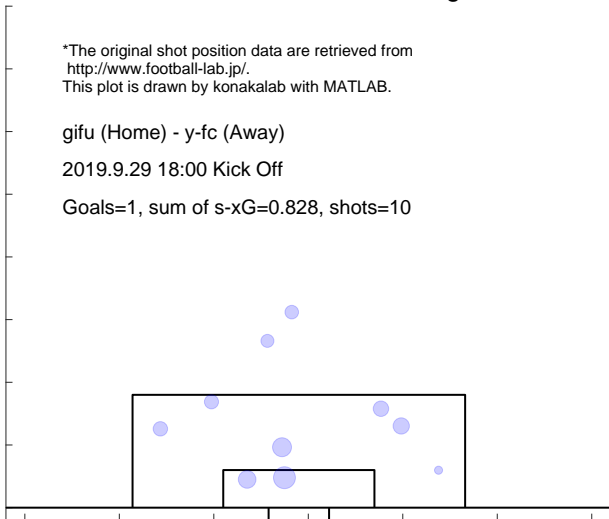 *The original shot position data are retrieved from
http://www.football-lab.jp/.
This plot is drawn by konakalab with MATLAB.
gifu (Home) - y-fc (Away)
2019.9.29 18:00 Kick Off
Goals=1, sum of s-xG=0.828, shots=10